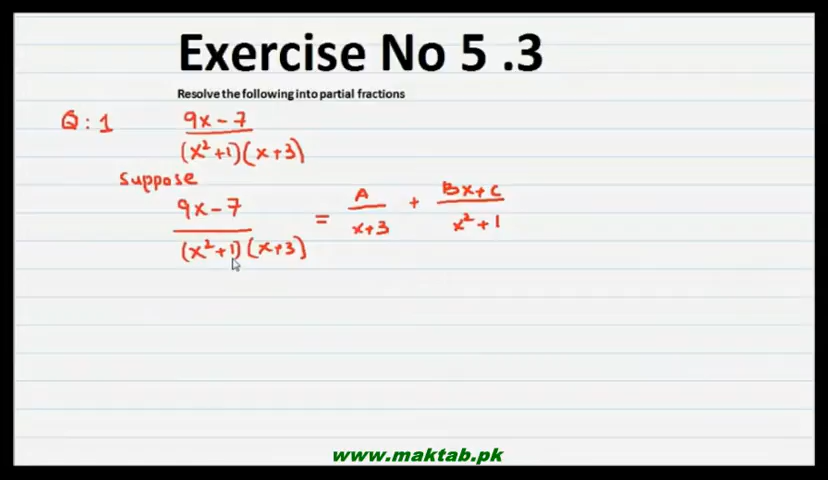 Exercise No 5 .3
Resolve the following into partial fractions
Q : 1
9x - 7
(x² + 1) (x + 3)
Suppose
9x - 7 / (x² + 1) (x + 3) = A / x + 3 + Bx + C / x² + 1
www.maktab.pk